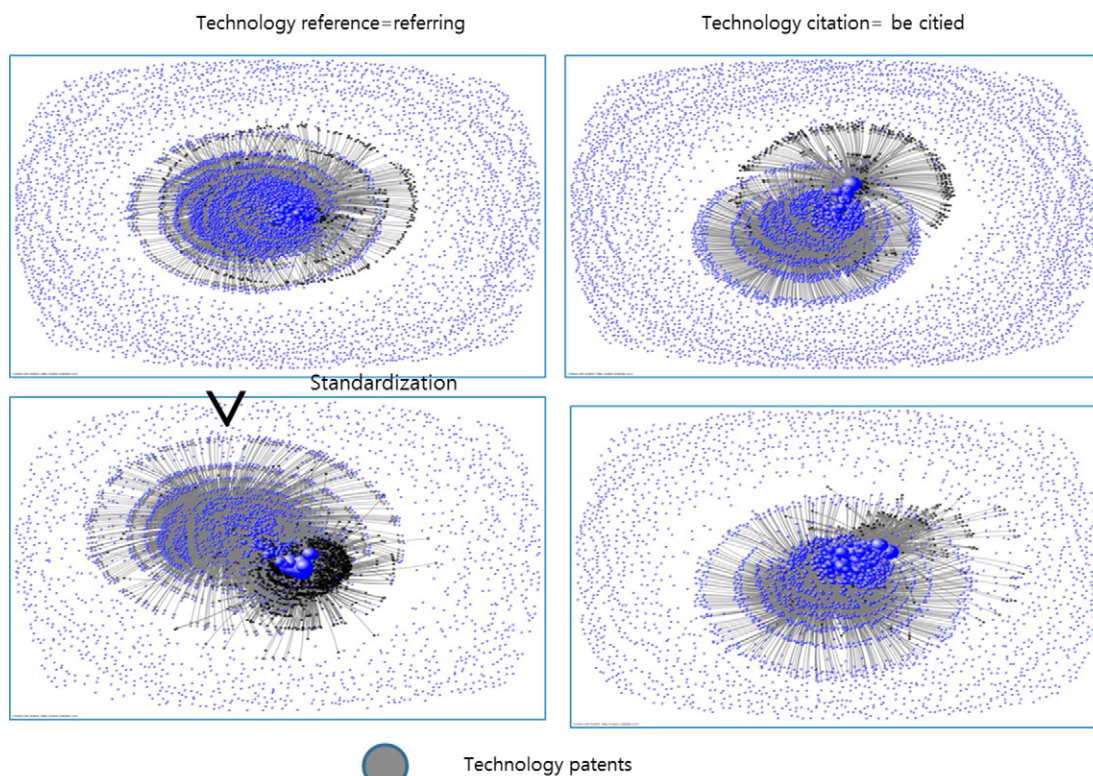 Technology reference=referring
Technology citation= be citied
Standardization
Technology patents